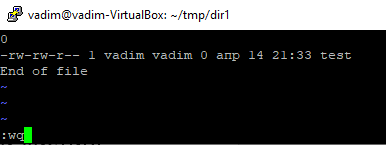 vadim@vadim-VirtualBox: ~/tmp/dir1
0
-rw-rw-r-- 1 vadim vadim 0 апр 14 21:33 test
End of file
~
~
~
:wq